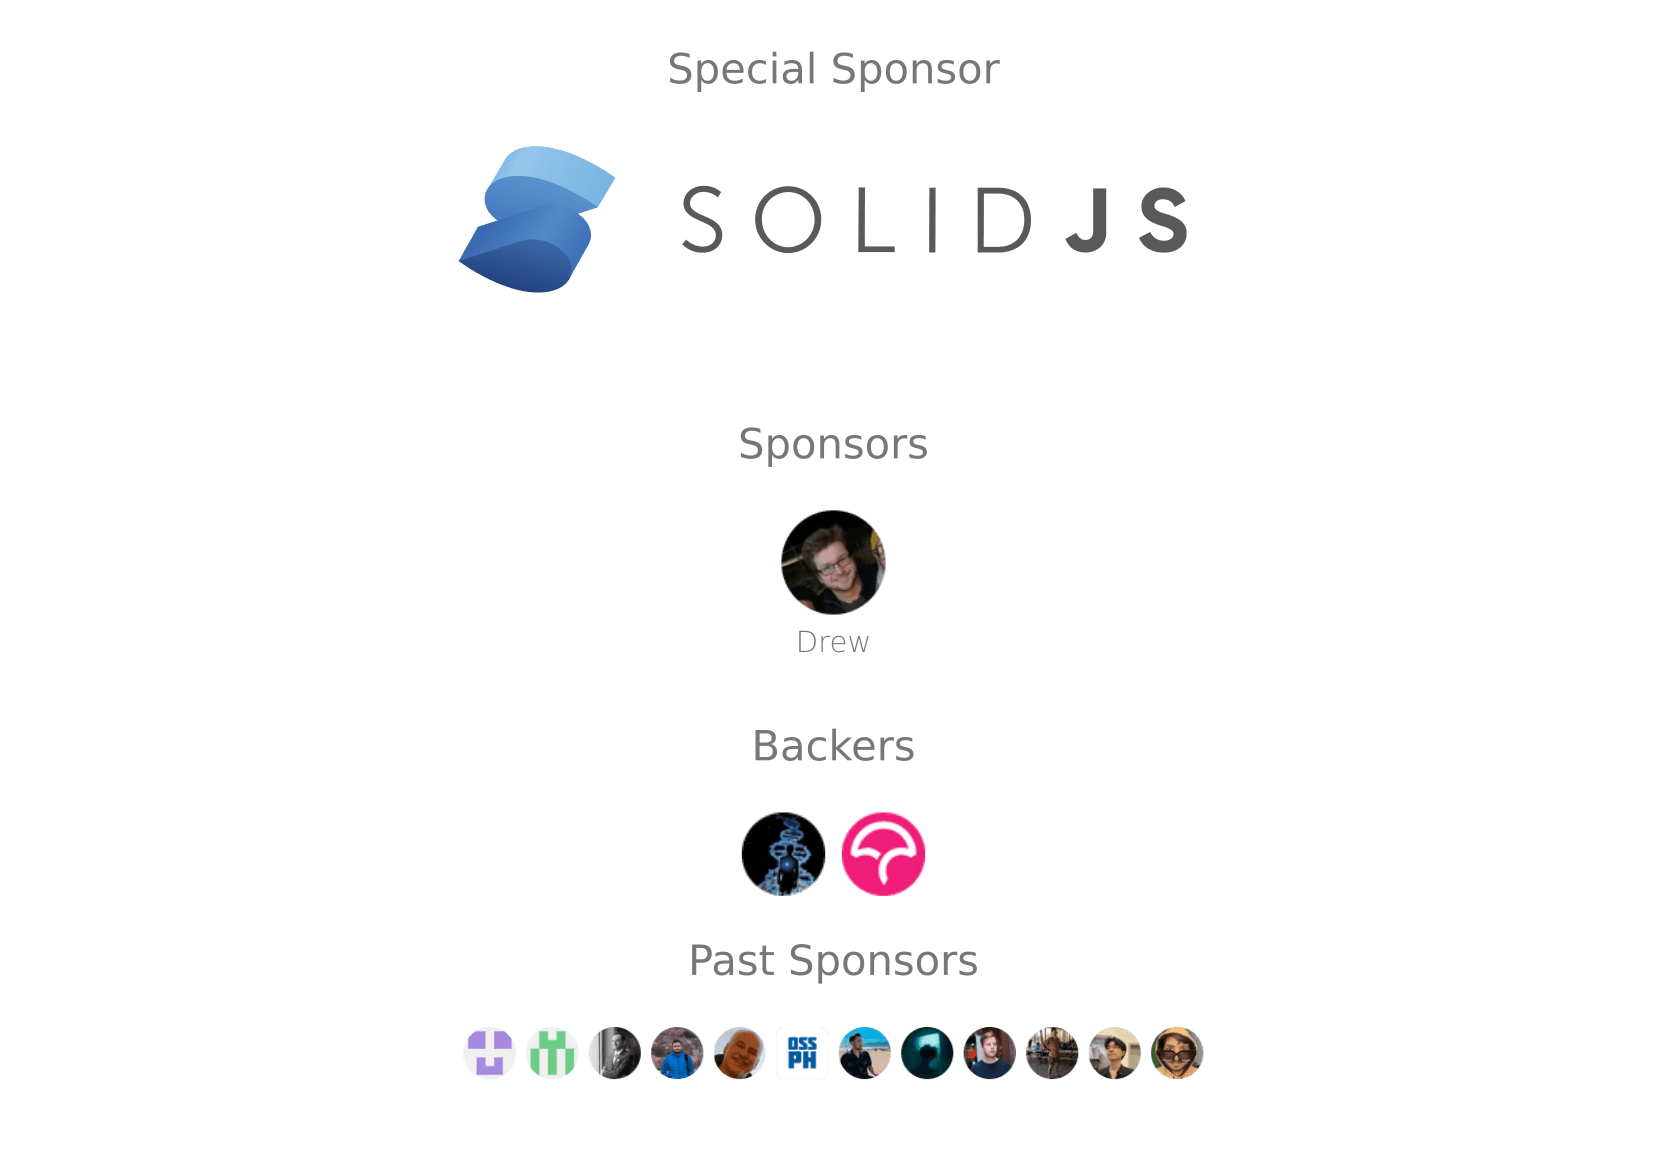 Special Sponsor
SOLIDJS
Sponsors
Drew
Backers
Past Sponsors
OSS
PH